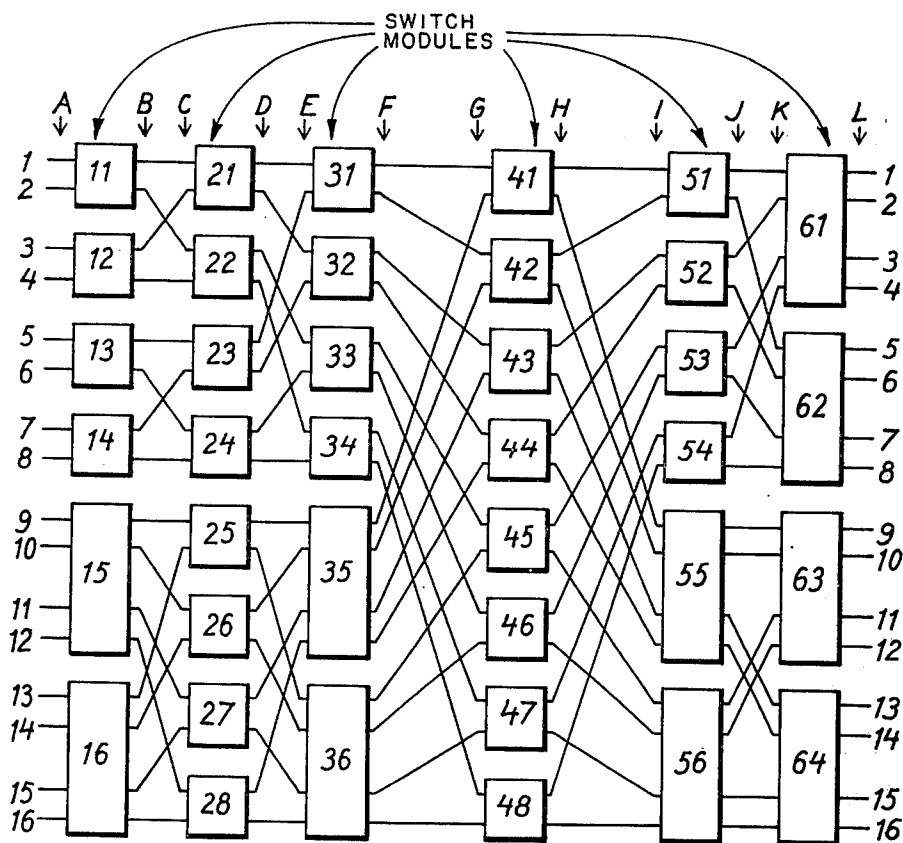 SWITCH
MODULES
A B C D E F G H I J K L
1 11 21 31 41 51 1
2 61 2
3 12 22 32 42 52 3
4 4
5 13 23 33 43 53 5
6 62 6
7 14 24 34 44 54 7
8 8
9 25 9
10 15 35 45 55 63 10
11 26 46 11
12 12
13 27 47 13
14 16 36 56 64 14
15 28 48 15
16 16